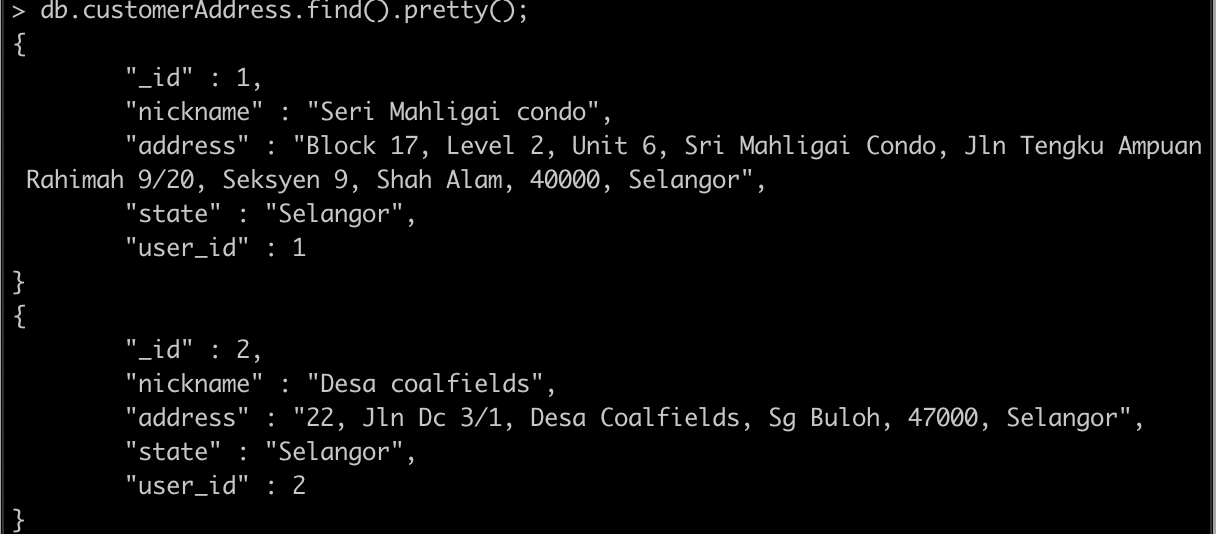 > db.customerAddress.find().pretty();
{
        "_id" : 1,
        "nickname" : "Seri Mahligai condo",
        "address" : "Block 17, Level 2, Unit 6, Sri Mahligai Condo, Jln Tengku Ampuan
 Rahimah 9/20, Seksyen 9, Shah Alam, 40000, Selangor",
        "state" : "Selangor",
        "user_id" : 1
}
{
        "_id" : 2,
        "nickname" : "Desa coalfields",
        "address" : "22, Jln Dc 3/1, Desa Coalfields, Sg Buloh, 47000, Selangor",
        "state" : "Selangor",
        "user_id" : 2
}